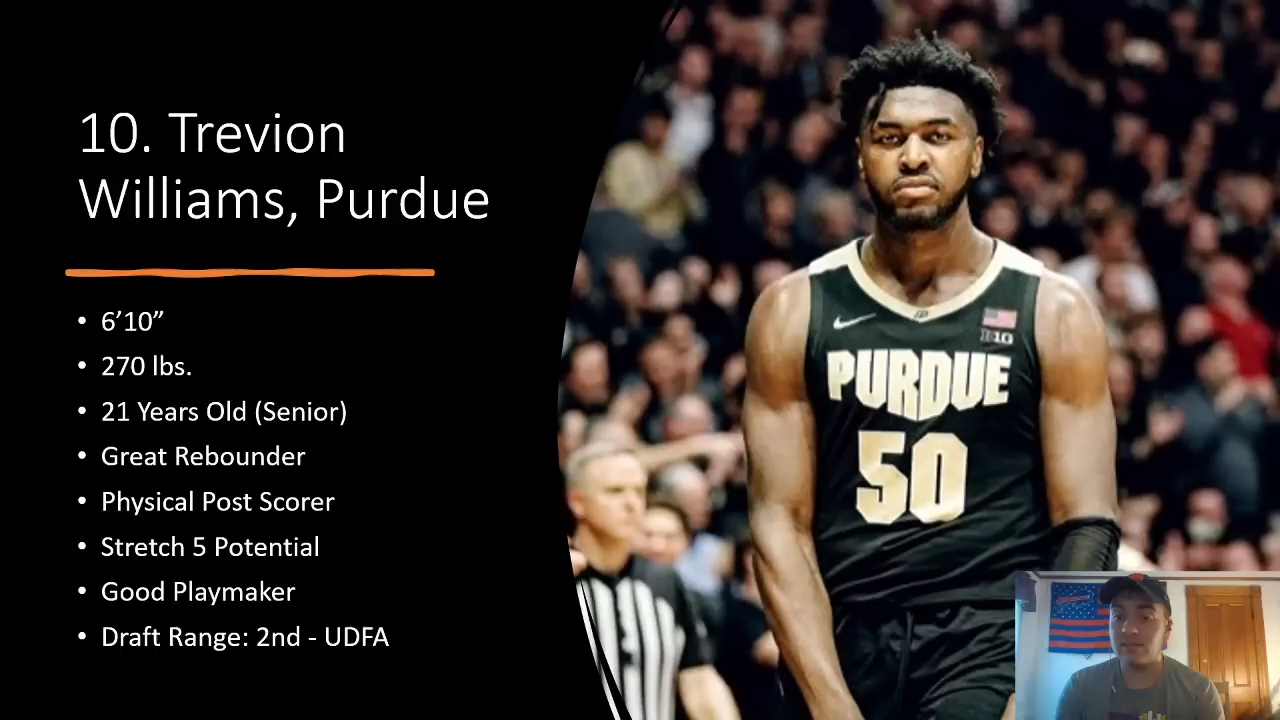 10. Trevion
Williams, Purdue
• 6’10”
• 270 lbs.
• 21 Years Old (Senior)
• Great Rebounder
• Physical Post Scorer
• Stretch 5 Potential
• Good Playmaker
• Draft Range: 2nd - UDFA
B1G
PURDUE
50